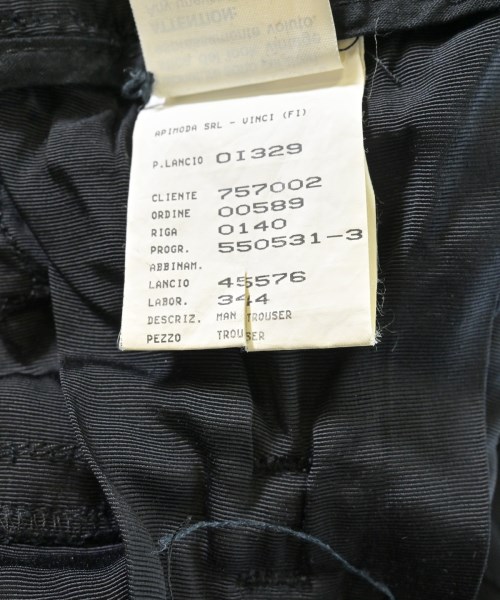 ATTENTION:
APIMODA SRL - VINCI (FI)
P.LANCIO 01329
CLIENTE 757002
ORDINE 00589
RIGA 0140
PROGR. 550531-3
ABBINAM.
LANCIO 45576
LABOR. 344
DESCRIZ. MAN TROUSER
PEZZO TROUSER